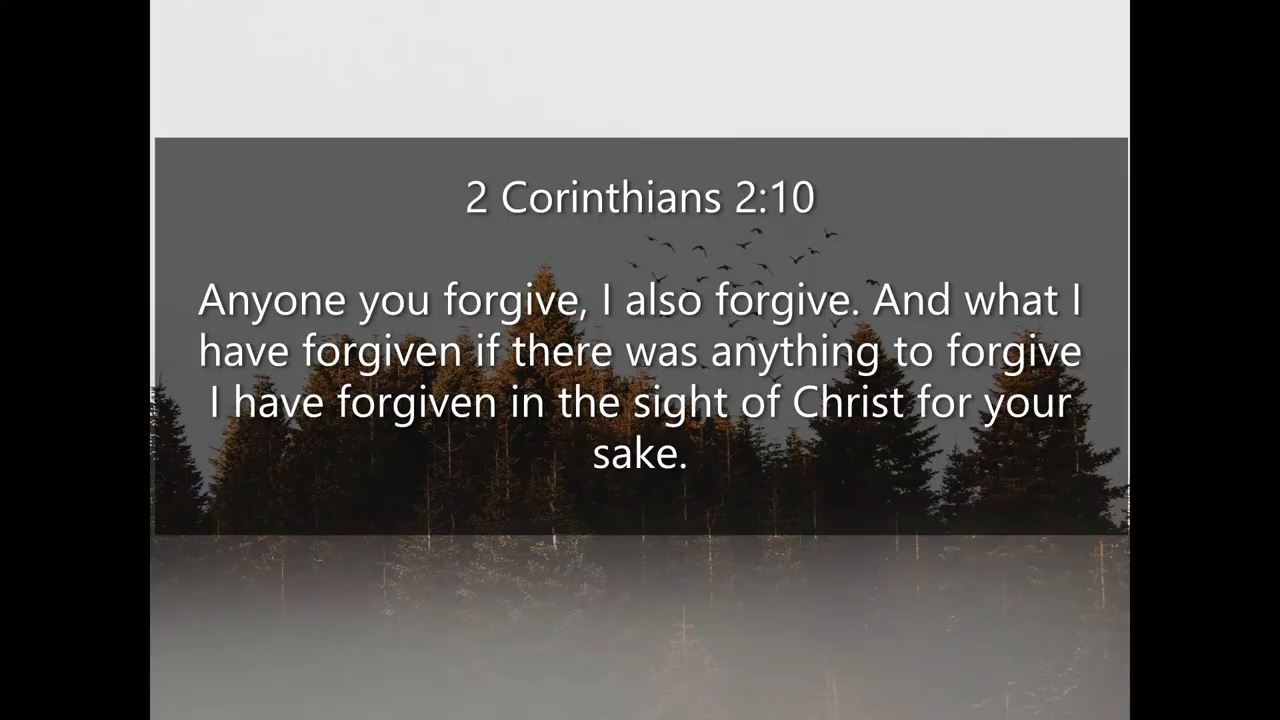 2 Corinthians 2:10
Anyone you forgive, I also forgive. And what I
have forgiven if there was anything to forgive
I have forgiven in the sight of Christ for your
sake.